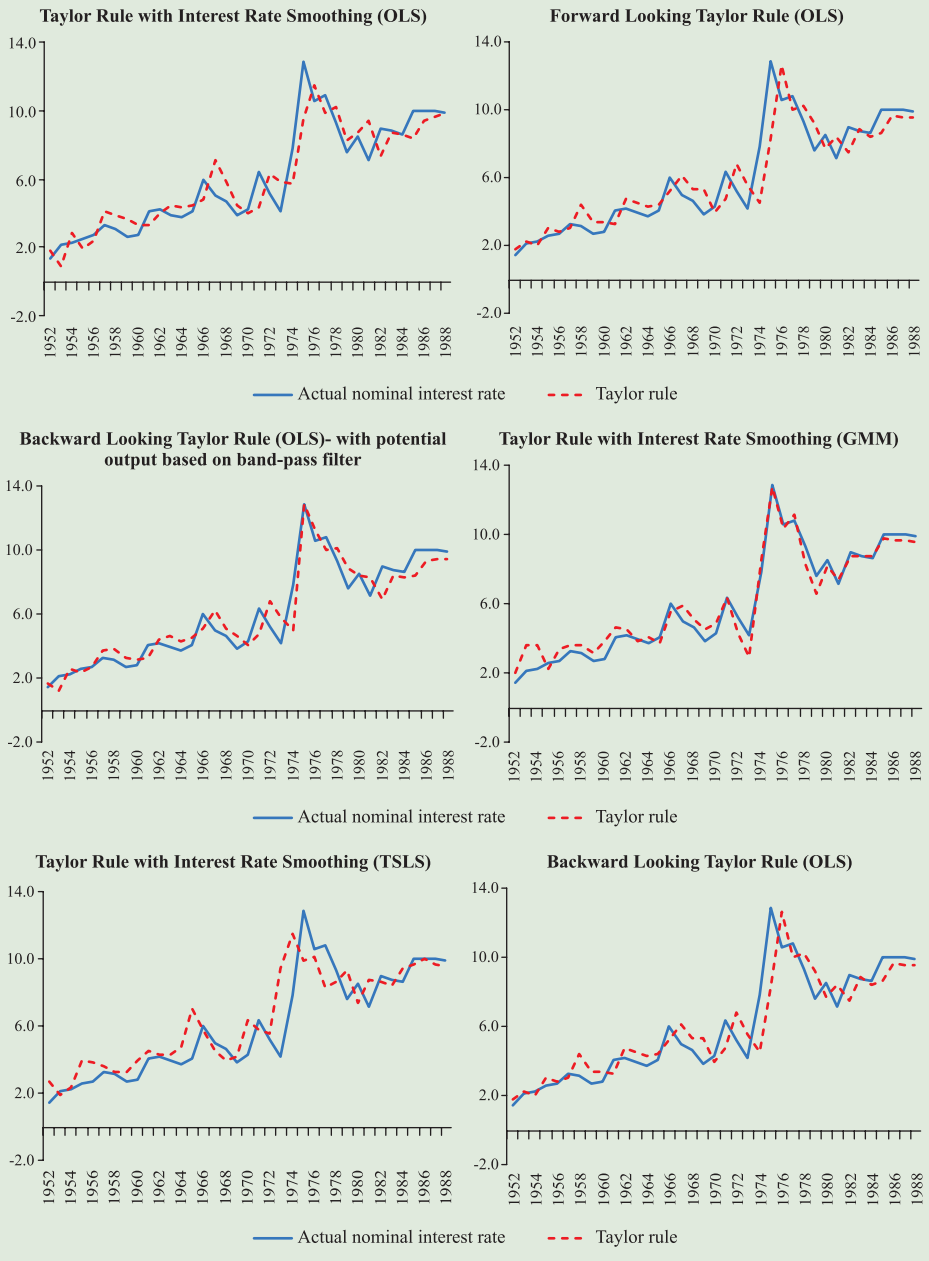 Taylor Rule with Interest Rate Smoothing (OLS)
14.0
10.0
6.0
2.0
-2.0
1952 1954 1956 1958 1960 1962 1964 1966 1968 1970 1972 1974 1976 1978 1980 1982 1984 1986 1988
Forward Looking Taylor Rule (OLS)
14.0
10.0
6.0
2.0
-2.0
1952 1954 1956 1958 1960 1962 1964 1966 1968 1970 1972 1974 1976 1978 1980 1982 1984 1986 1988
Actual nominal interest rate Taylor rule
Backward Looking Taylor Rule (OLS)- with potential
output based on band-pass filter
14.0
10.0
6.0
2.0
-2.0
1952 1954 1956 1958 1960 1962 1964 1966 1968 1970 1972 1974 1976 1978 1980 1982 1984 1986 1988
Taylor Rule with Interest Rate Smoothing (GMM)
14.0
10.0
6.0
2.0
-2.0
1952 1954 1956 1958 1960 1962 1964 1966 1968 1970 1972 1974 1976 1978 1980 1982 1984 1986 1988
Actual nominal interest rate Taylor rule
Taylor Rule with Interest Rate Smoothing (TSLS)
14.0
10.0
6.0
2.0
-2.0
1952 1954 1956 1958 1960 1962 1964 1966 1968 1970 1972 1974 1976 1978 1980 1982 1984 1986 1988
Backward Looking Taylor Rule (OLS)
14.0
10.0
6.0
2.0
-2.0
1952 1954 1956 1958 1960 1962 1964 1966 1968 1970 1972 1974 1976 1978 1980 1982 1984 1986 1988
Actual nominal interest rate Taylor rule